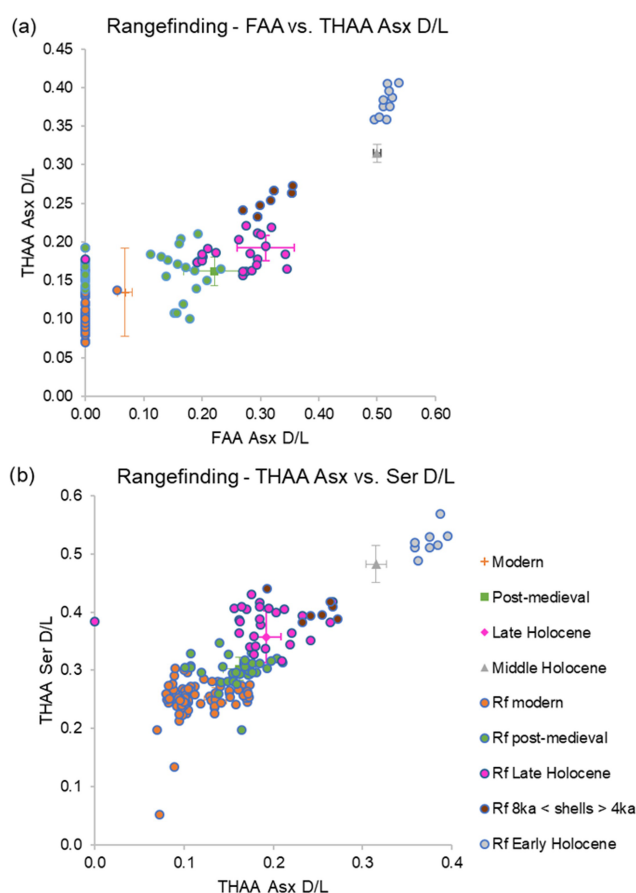 (a) Rangefinding - FAA vs. THAA Asx D/L
0.45
0.40
0.35
0.30
0.25
0.20
0.15
0.10
0.05
0.00
THAA Asx D/L
0.00 0.10 0.20 0.30 0.40 0.50 0.60
FAA Asx D/L
(b) Rangefinding - THAA Asx vs. Ser D/L
0.6
0.5
0.4
0.3
0.2
0.1
0.0
THAA Ser D/L
0.0 0.1 0.2 0.3 0.4
THAA Asx D/L
Modern
Post-medieval
Late Holocene
Middle Holocene
Rf modern
Rf post-medieval
Rf Late Holocene
Rf 8ka < shells > 4ka
Rf Early Holocene